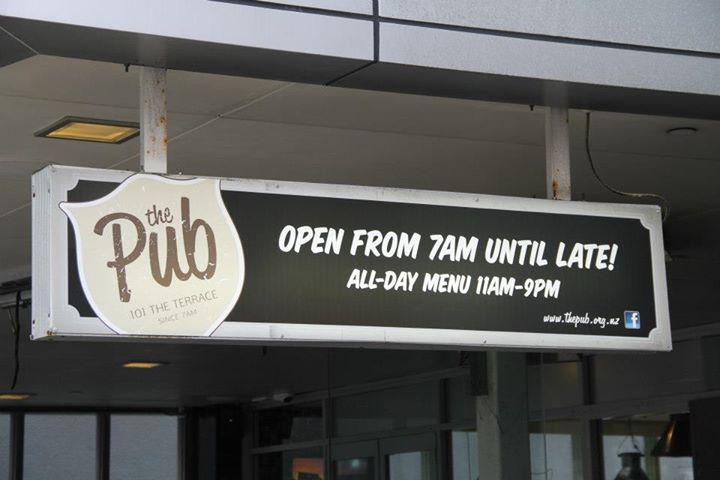 the
Pub
101 THE TERRACE
SINCE 7AM
OPEN FROM 7AM UNTIL LATE!
ALL-DAY MENU 11AM-9PM
www.thepub.org.nz f